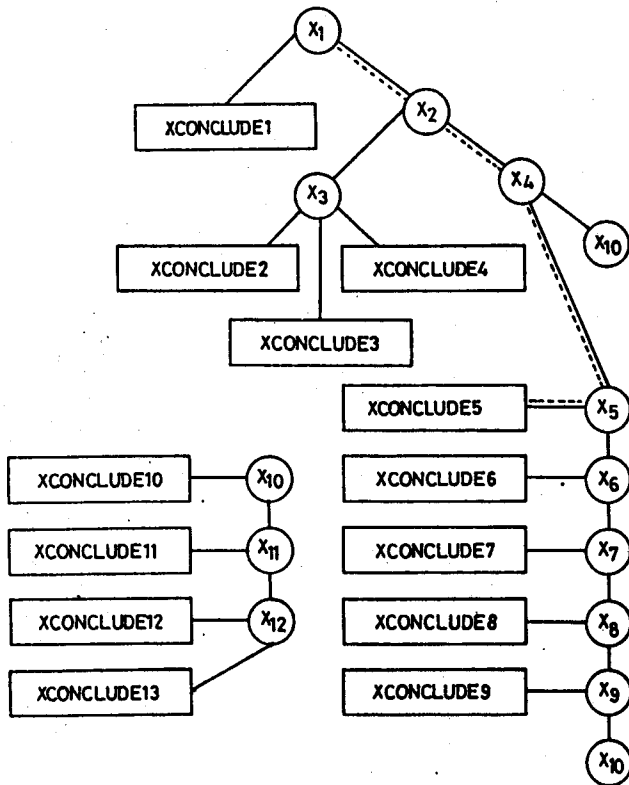 X1
XCONCLUDE1
X2
X3
X4
X10
XCONCLUDE2
XCONCLUDE4
XCONCLUDE3
XCONCLUDE5
X5
XCONCLUDE10
X10
XCONCLUDE6
X6
XCONCLUDE11
X11
XCONCLUDE7
X7
XCONCLUDE12
X12
XCONCLUDE8
X8
XCONCLUDE13
XCONCLUDE9
X9
X10